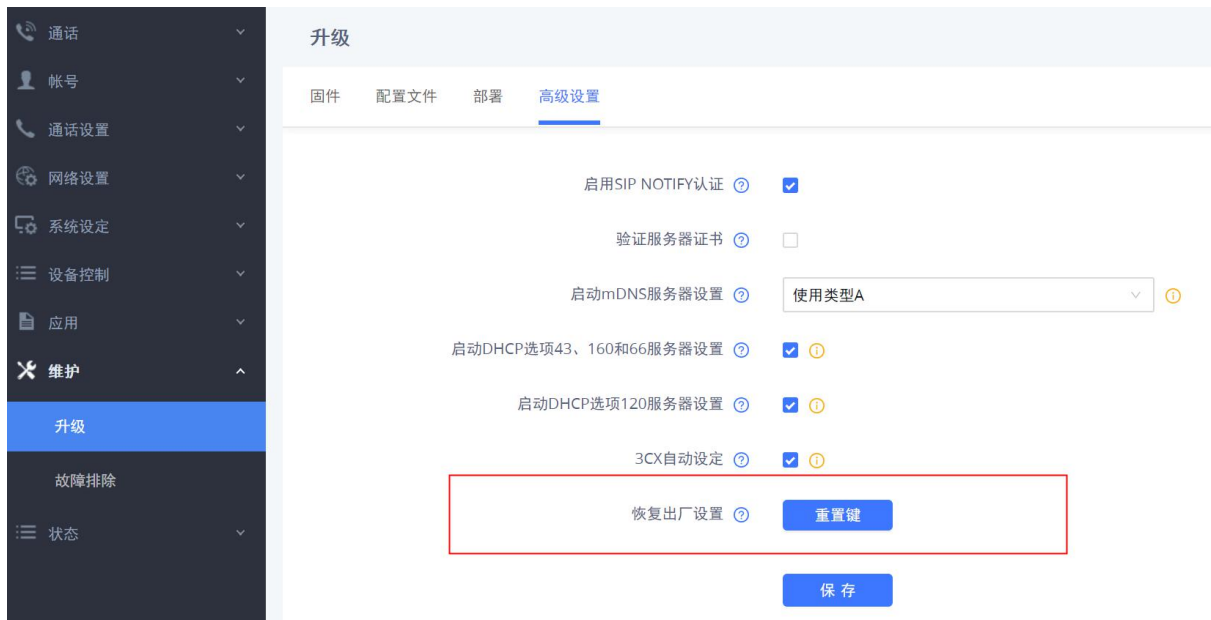 通话
帐号
通话设置
网络设置
系统设定
设备控制
应用
维护
升级
故障排除
状态
升级
固件 配置文件 部署 高级设置
启用SIP NOTIFY认证
验证服务器证书
启动mDNS服务器设置 使用类型A
启动DHCP选项43、160和66服务器设置
启动DHCP选项120服务器设置
3CX自动设定
恢复出厂设置 重置键
保存